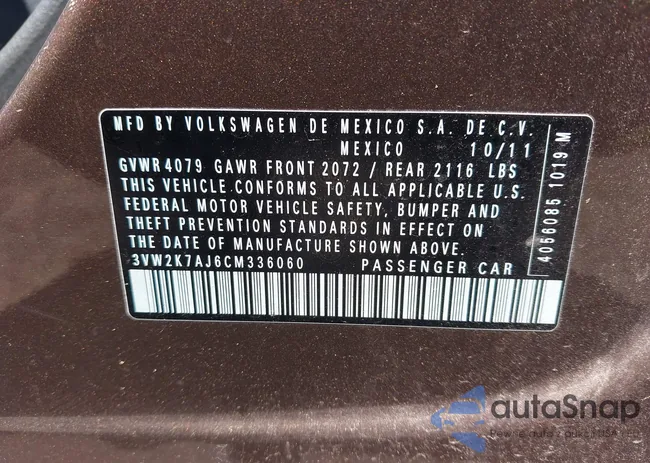 MFD BY VOLKSWAGEN DE MEXICO S.A. DE C.V.
MEXICO 10/11
GVWR 4079 GAWR FRONT 2072 / REAR 2116 LBS
THIS VEHICLE CONFORMS TO ALL APPLICABLE U.S.
FEDERAL MOTOR VEHICLE SAFETY, BUMPER AND
THEFT PREVENTION STANDARDS IN EFFECT ON
THE DATE OF MANUFACTURE SHOWN ABOVE.
3VW2K7AJ6CM336060 PASSENGER CAR
4056085 1019 M
autaSnap